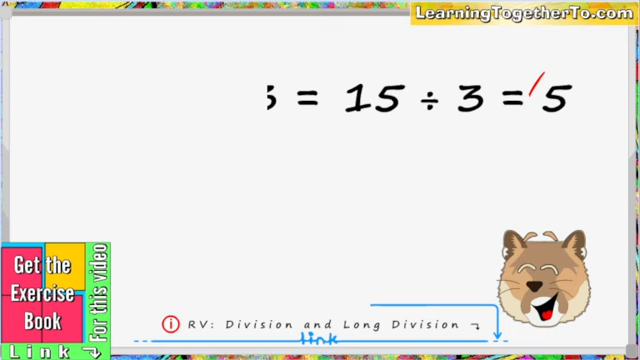 LearningTogetherTo.com
= 15 ÷ 3 = 5
Get the
Exercise
Book
Link
For this video
i RV: Division and Long Division
link